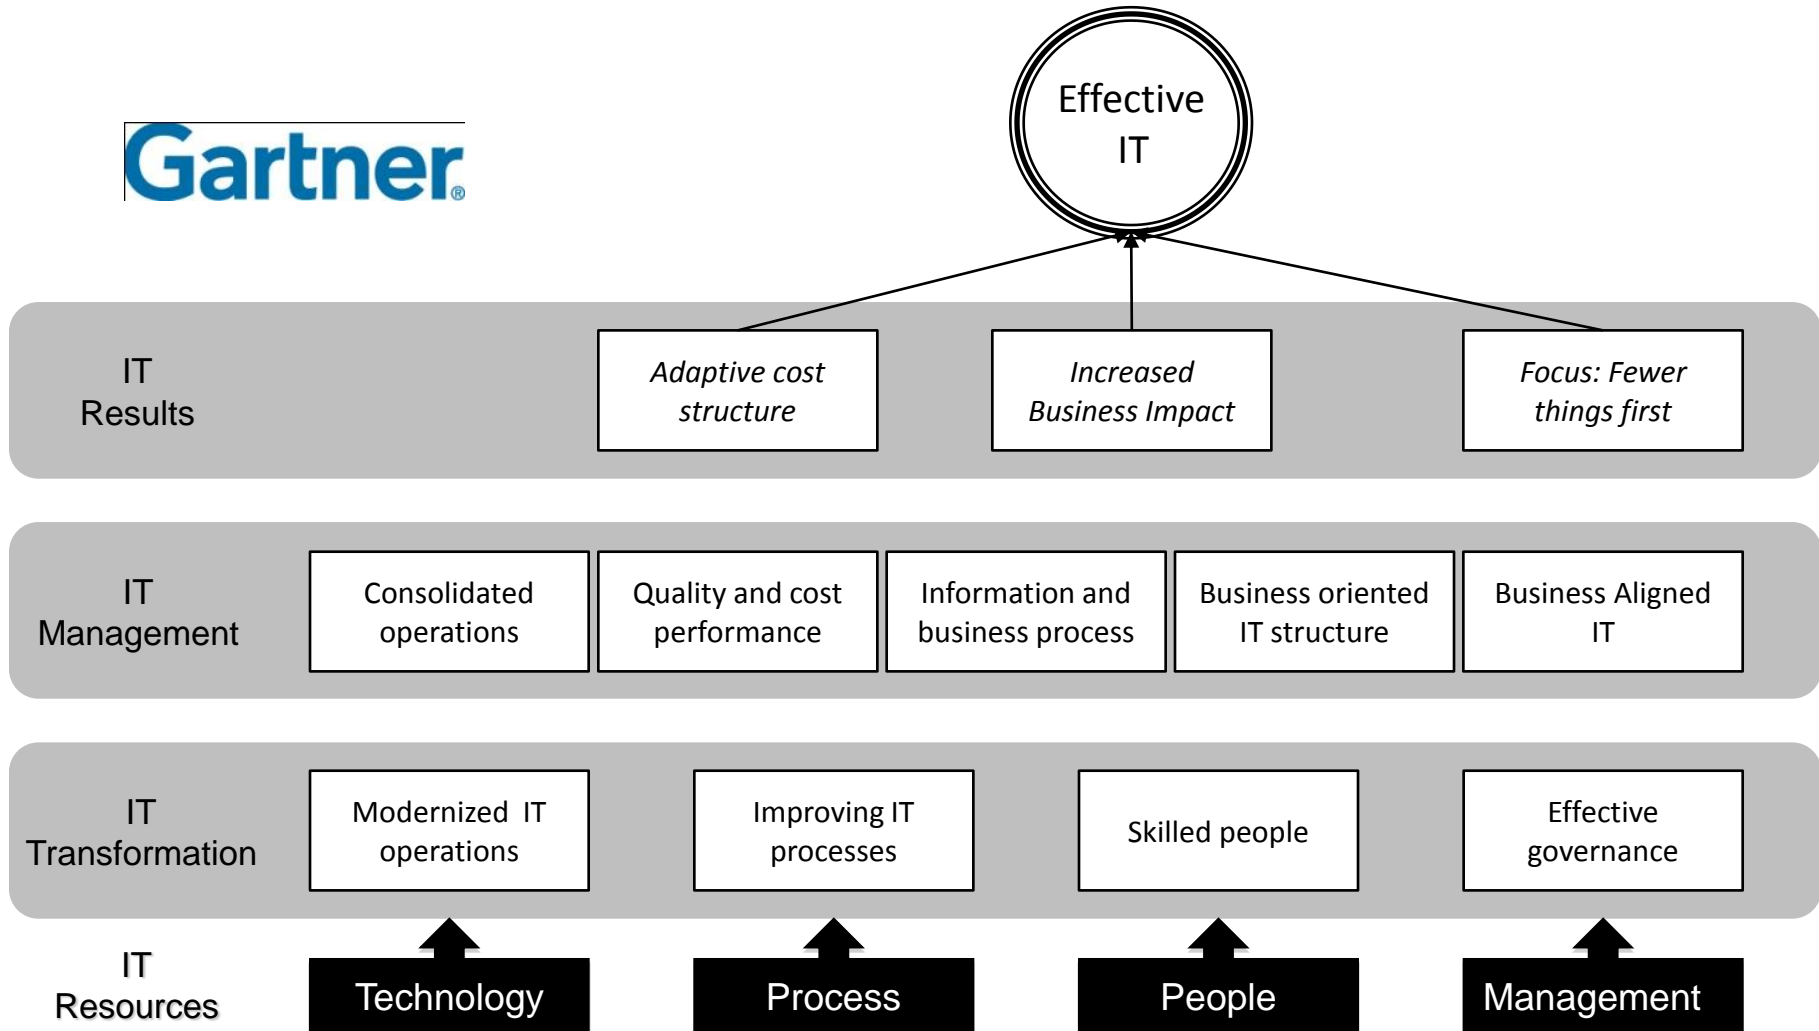 Effective
IT
Gartner®
IT
Results
Adaptive cost
structure
Increased
Business Impact
Focus: Fewer
things first
IT
Management
Consolidated
operations
Quality and cost
performance
Information and
business process
Business oriented
IT structure
Business Aligned
IT
IT
Transformation
Modernized IT
operations
Improving IT
processes
Skilled people
Effective
governance
IT
Resources
Technology
Process
People
Management